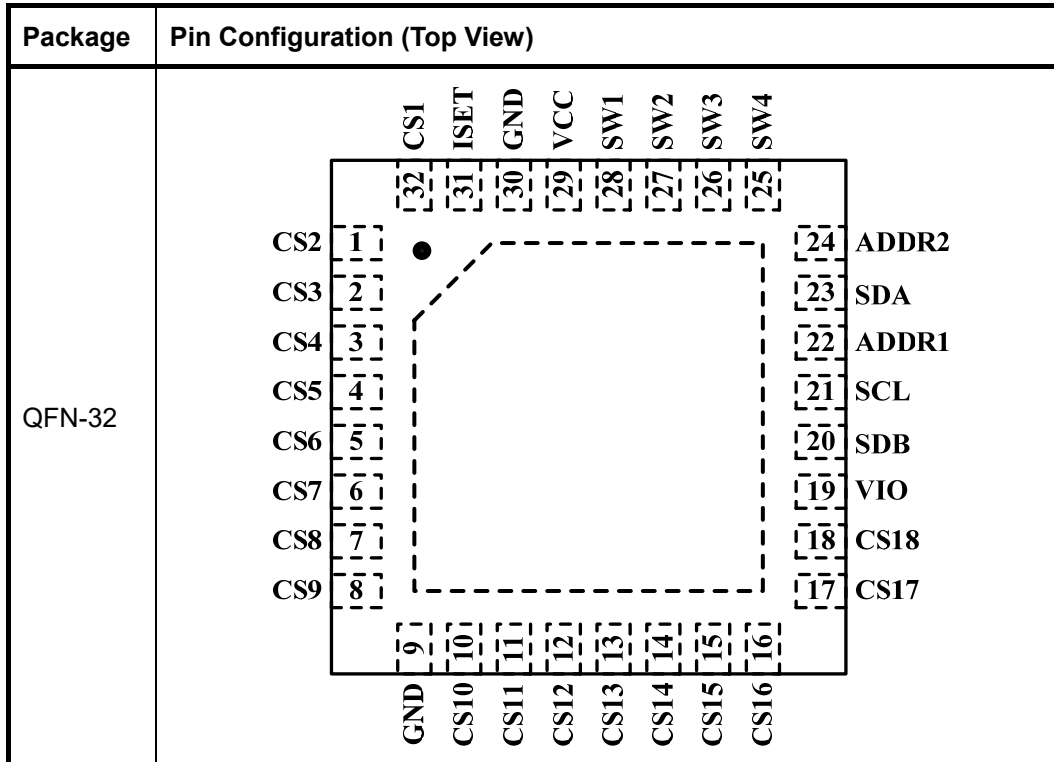 Package Pin Configuration (Top View)
QFN-32
CS1 ISET GND VCC SW1 SW2 SW3 SW4
32 31 30 29 28 27 26 25
CS2 1 24 ADDR2
CS3 2 23 SDA
CS4 3 22 ADDR1
CS5 4 21 SCL
CS6 5 20 SDB
CS7 6 19 VIO
CS8 7 18 CS18
CS9 8 17 CS17
9 10 11 12 13 14 15 16
GND CS10 CS11 CS12 CS13 CS14 CS15 CS16